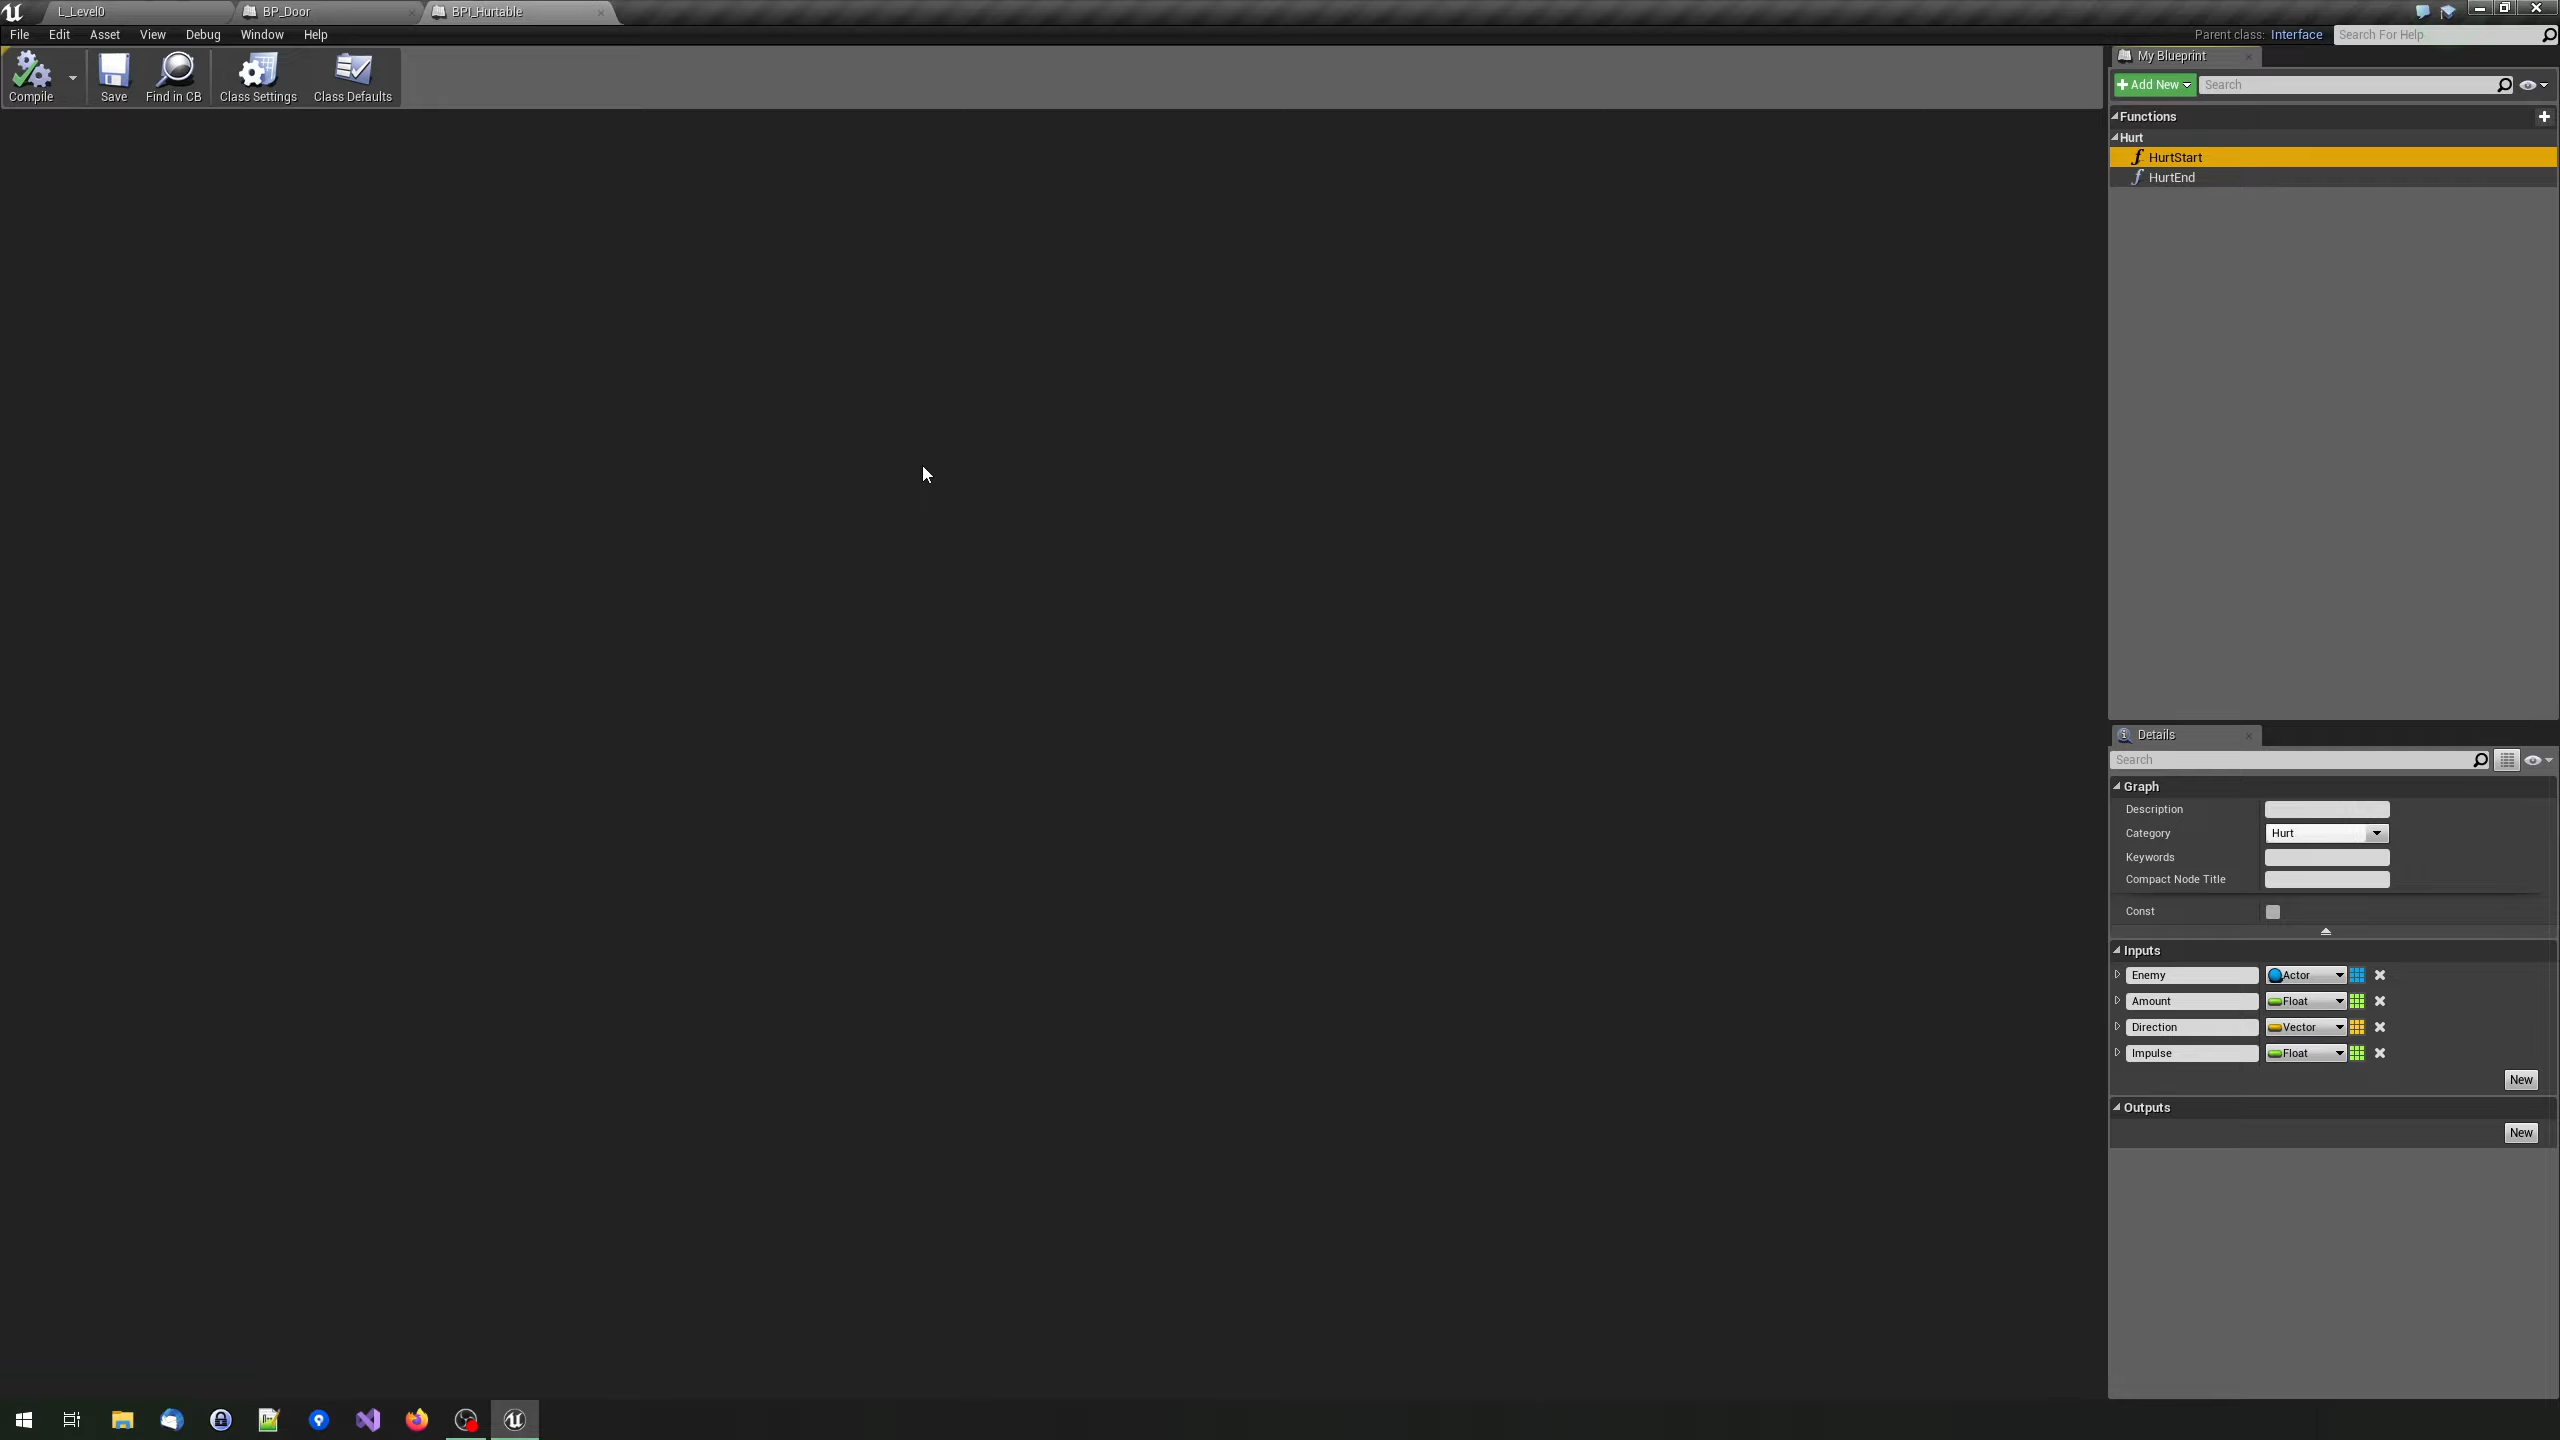 L_Level0
BP_Door
BPI_Hurtable
File Edit Asset View Debug Window Help
Parent class: Interface
Search For Help
Compile
Save
Find in CB
Class Settings
Class Defaults
My Blueprint
Add New
Search
Functions
Hurt
HurtStart
HurtEnd
Details
Search
Graph
Description
Category Hurt
Keywords
Compact Node Title
Const
Inputs
Enemy Actor
Amount Float
Direction Vector
Impulse Float
New
Outputs
New